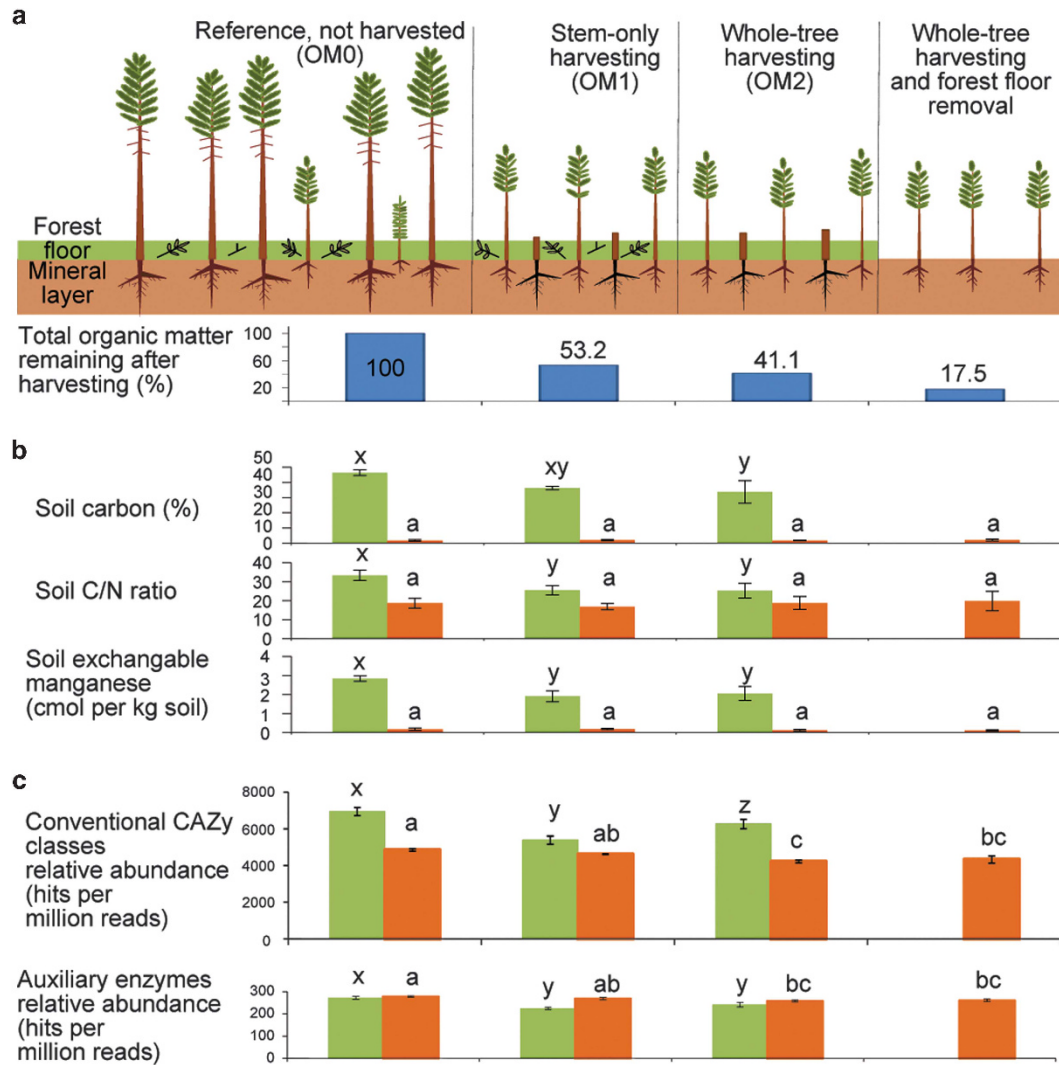 a
Reference, not harvested
(OM0)
Stem-only
harvesting
(OM1)
Whole-tree
harvesting
(OM2)
Whole-tree
harvesting
and forest floor
removal
Forest
floor
Mineral
layer
Total organic matter
remaining after
harvesting (%)
100
60
20
100
53.2
41.1
17.5
b
Soil carbon (%)
50
40
30
20
10
0
x
a
xy
a
y
a
a
Soil C/N ratio
40
30
20
10
0
x
a
y
a
y
a
a
Soil exchangable
manganese
(cmol per kg soil)
4
3
2
1
0
x
a
y
a
y
a
a
c
Conventional CAZy
classes
relative abundance
(hits per
million reads)
8000
6000
4000
2000
0
x
a
y
ab
z
c
bc
Auxiliary enzymes
relative abundance
(hits per
million reads)
300
200
100
0
x
a
y
ab
y
bc
bc